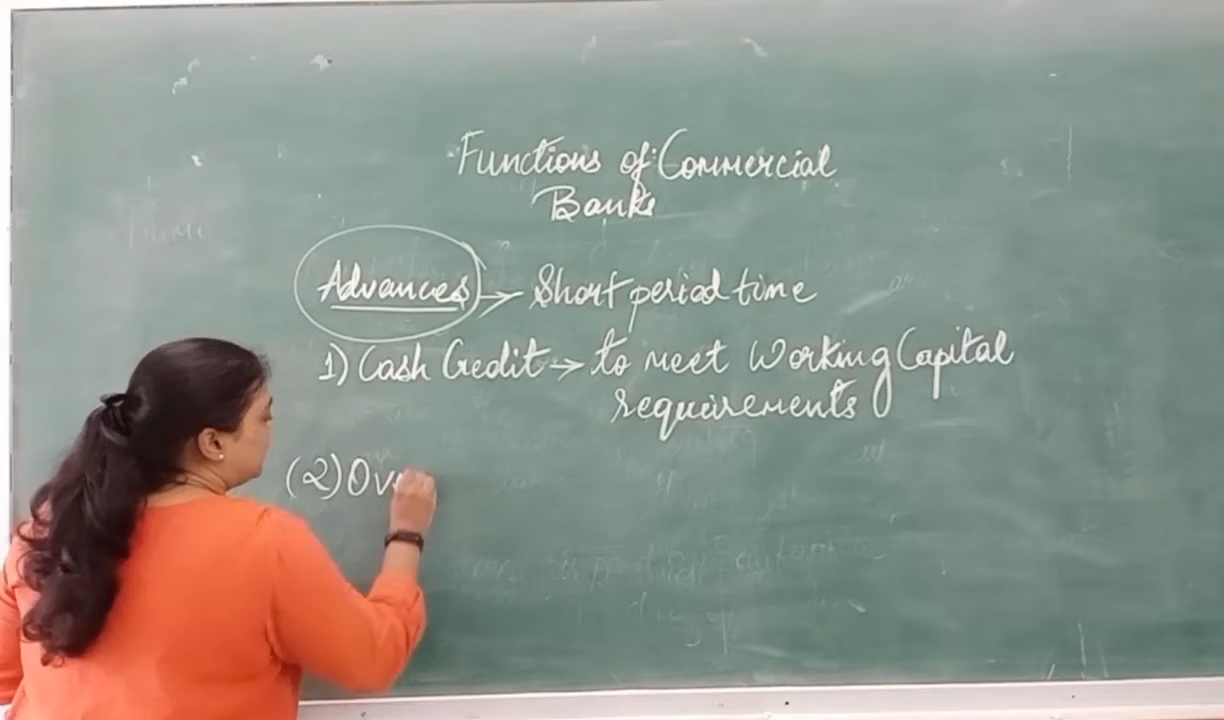 Functions of Commercial
Banks
Advances → Short period time
1) Cash Credit → to meet Working Capital
requirements
(2) Ov